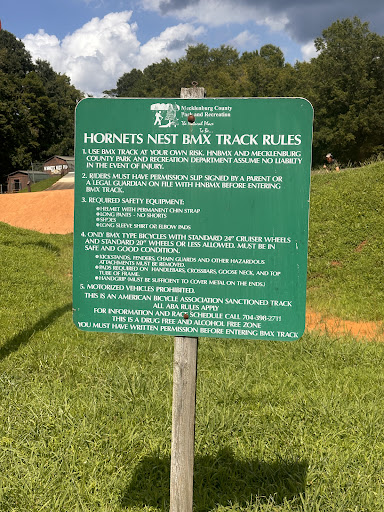 Mecklenburg County
Park and Recreation
The Natural Place
To Be
HORNETS NEST BMX TRACK RULES
1. USE BMX TRACK AT YOUR OWN RISK. HNBMX AND MECKLENBURG
COUNTY PARK AND RECREATION DEPARTMENT ASSUME NO LIABILITY
IN THE EVENT OF INJURY.
2. RIDERS MUST HAVE PERMISSION SLIP SIGNED BY A PARENT OR
A LEGAL GUARDIAN ON FILE WITH HNBMX BEFORE ENTERING
BMX TRACK.
3. REQUIRED SAFETY EQUIPMENT:
HELMET WITH PERMANENT CHIN STRAP
LONG PANTS - NO SHORTS
SHOES
LONG SLEEVE SHIRT OR ELBOW PADS
4. ONLY BMX TYPE BICYCLES WITH STANDARD 24" CRUISER WHEELS
AND STANDARD 20" WHEELS OR LESS ALLOWED. MUST BE IN
SAFE AND GOOD CONDITION.
KICKSTANDS, FENDERS, CHAIN GUARDS AND OTHER HAZARDOUS
ATTACHMENTS MUST BE REMOVED.
PADS REQUIRED ON HANDLEBARS, CROSSBARS, GOOSE NECK, AND TOP
TUBE OF FRAME.
HANDGRIP (MUST BE SUFFICIENT TO COVER METAL ON THE ENDS.)
5. MOTORIZED VEHICLES PROHIBITED.
THIS IS AN AMERICAN BICYCLE ASSOCIATION SANCTIONED TRACK
ALL ABA RULES APPLY
FOR INFORMATION AND RACE SCHEDULE CALL 704-398-2711
THIS IS A DRUG FREE AND ALCOHOL FREE ZONE
YOU MUST HAVE WRITTEN PERMISSION BEFORE ENTERING BMX TRACK